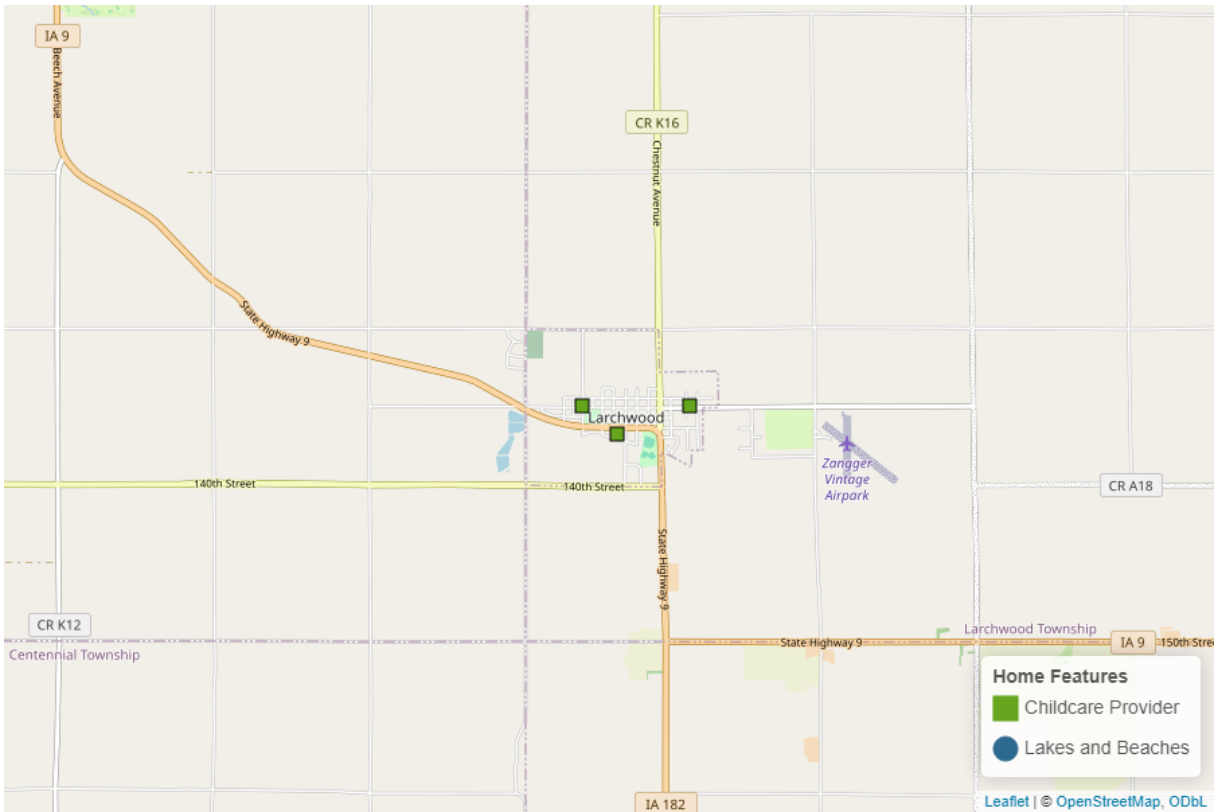 IA 9
Beech Avenue
CR K16
Chestnut Avenue
State Highway 9
Larchwood
Zangger
Vintage
Airpark
140th Street
140th Street
CR A18
State Highway 9
CR K12
Centennial Township
State Highway 9
Larchwood Township
IA 9
150th Stre
Home Features
Childcare Provider
Lakes and Beaches
IA 182
Leaflet | © OpenStreetMap, ODbL